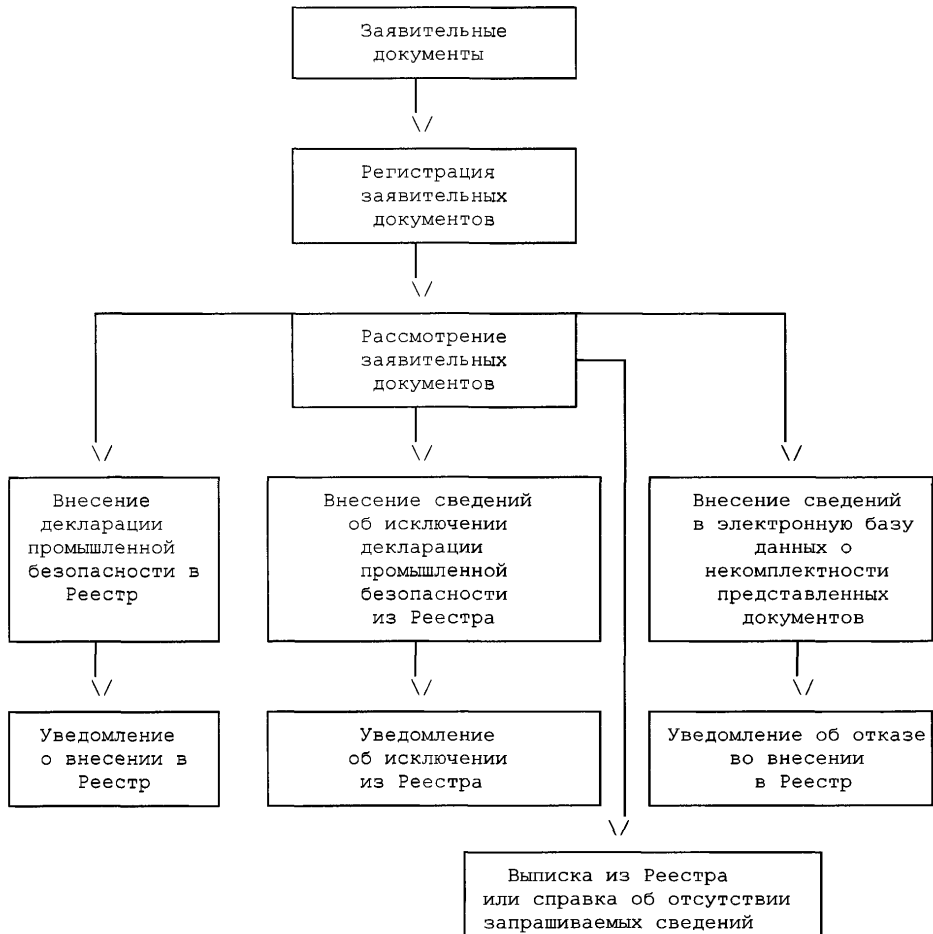 Заявительные
документы
\/
Регистрация
заявительных
документов
\/
Рассмотрение
заявительных
документов
\/
\/
\/
Внесение
декларации
промышленной
безопасности в
Реестр
Внесение сведений
об исключении
декларации
промышленной
безопасности
из Реестра
Внесение сведений
в электронную базу
данных о
некомплектности
представленных
документов
\/
\/
\/
Уведомление
о внесении в
Реестр
Уведомление
об исключении
из Реестра
Уведомление об отказе
во внесении
в Реестр
\/
Выписка из Реестра
или справка об отсутствии
запрашиваемых сведений